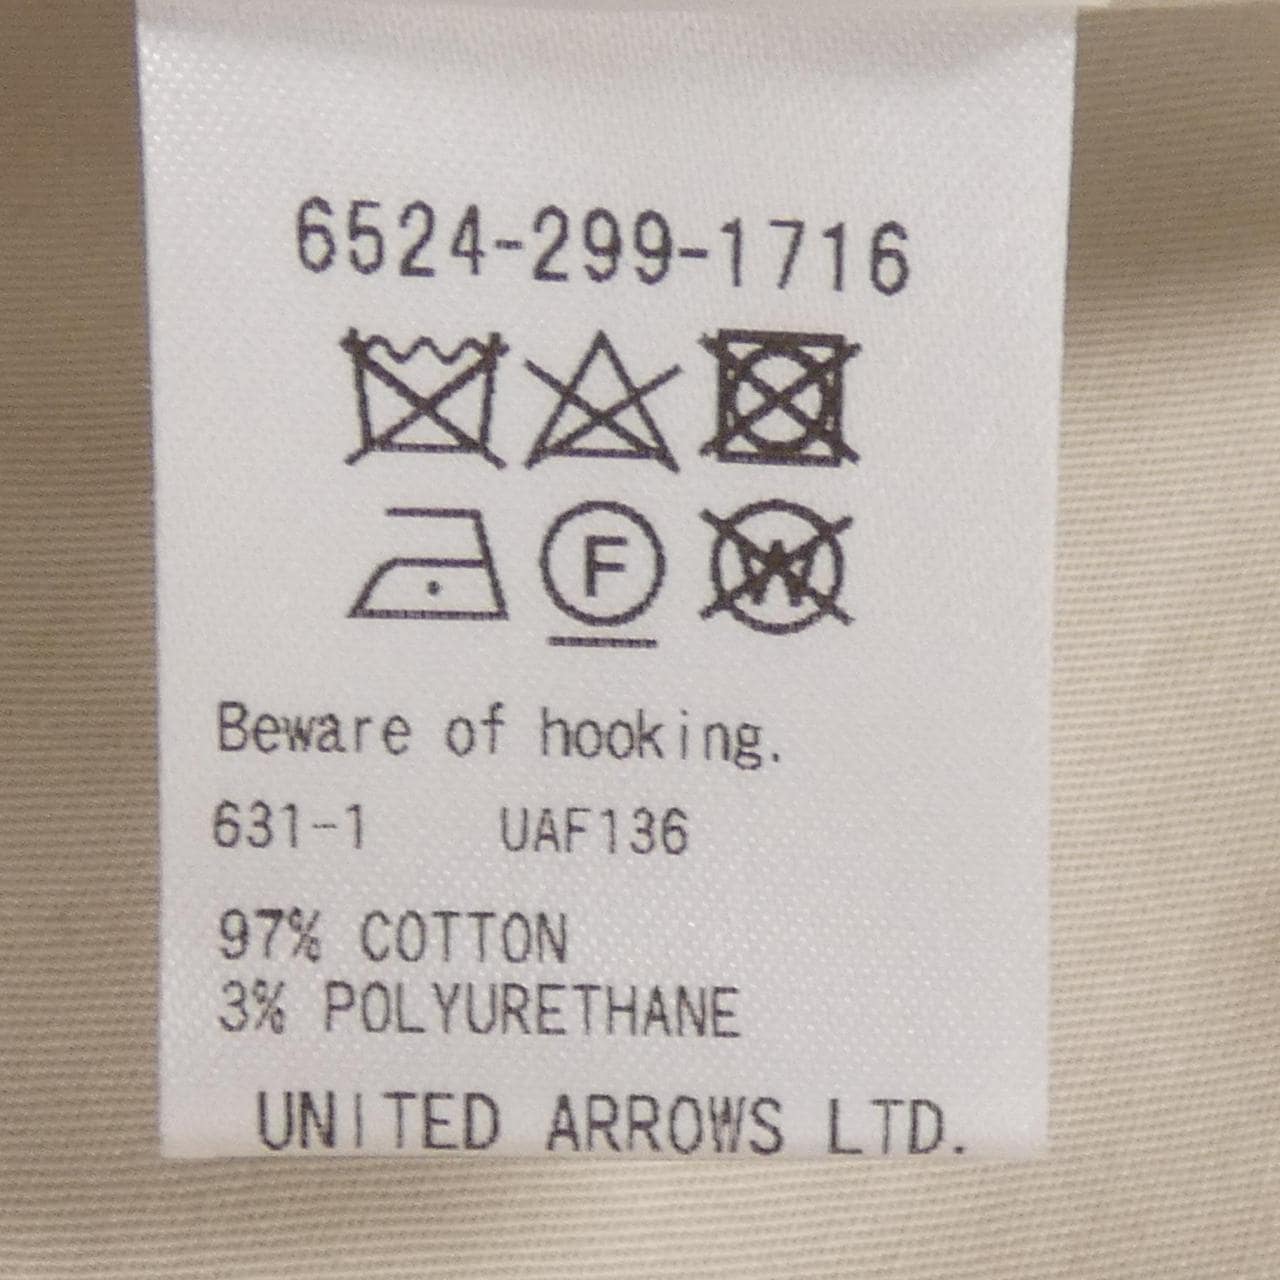 6524-299-1716
F W
Beware of hooking.
631-1 UAF136
97% COTTON
3% POLYURETHANE
UNITED ARROWS LTD.